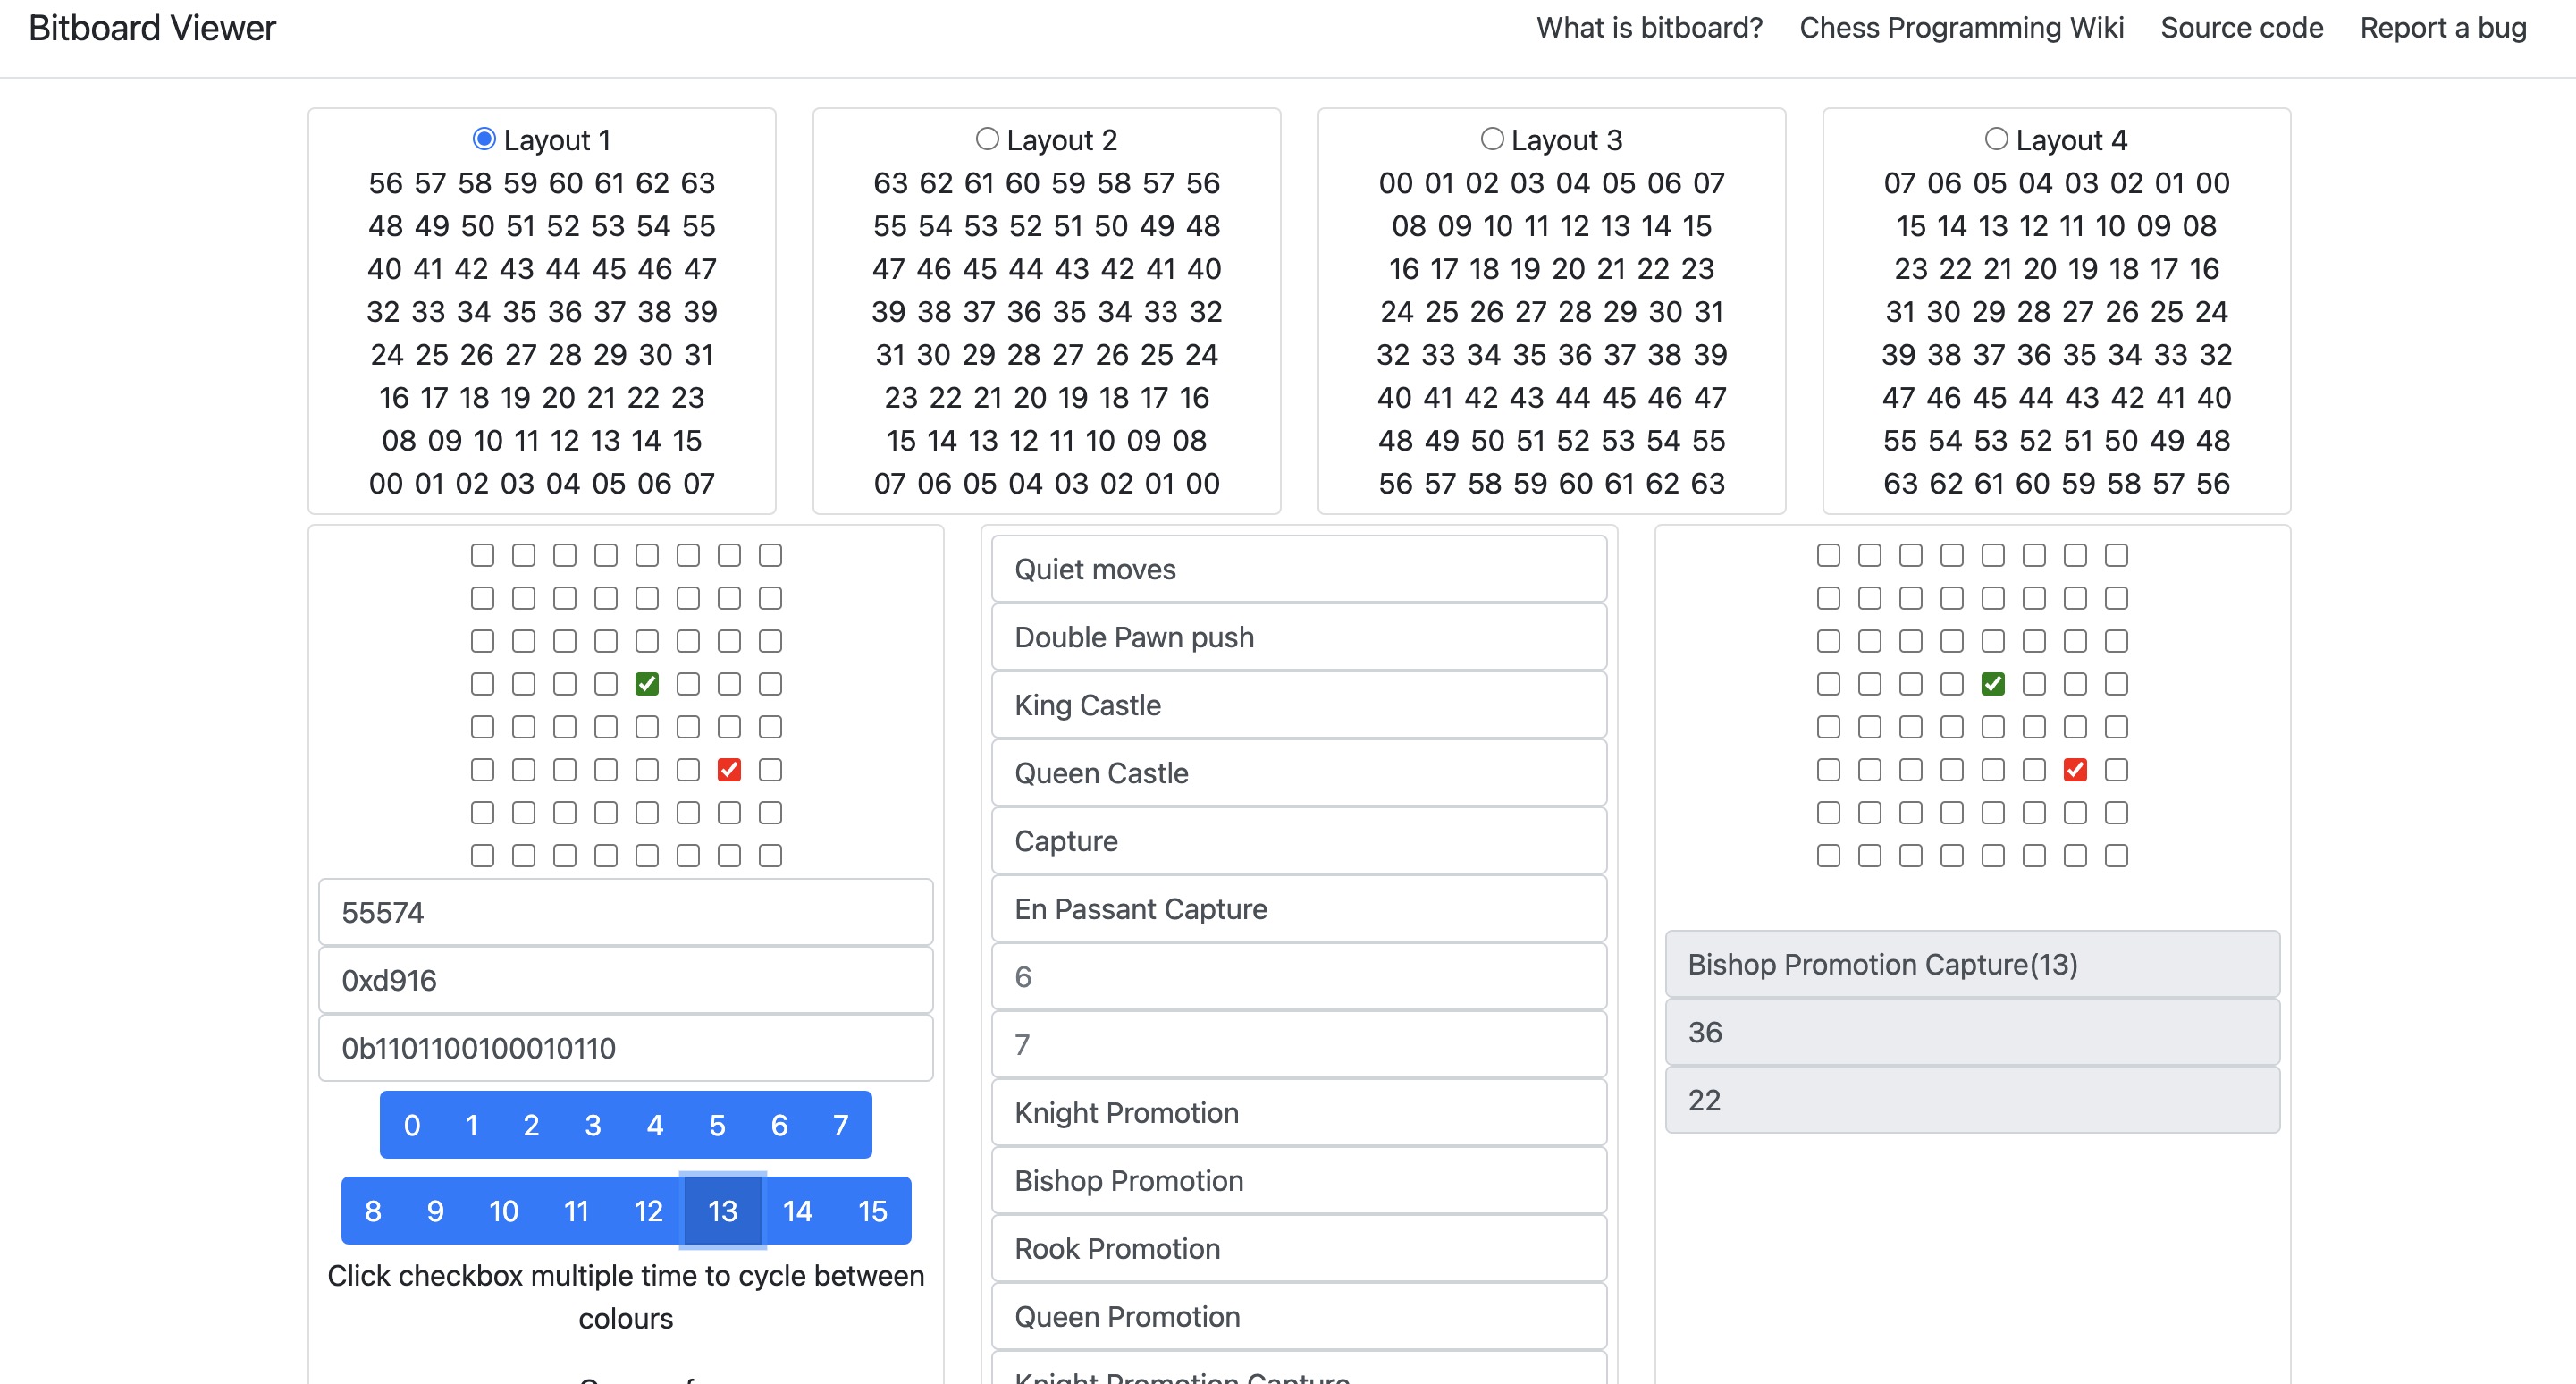 Bitboard Viewer
What is bitboard? Chess Programming Wiki Source code Report a bug
Layout 1
56 57 58 59 60 61 62 63
48 49 50 51 52 53 54 55
40 41 42 43 44 45 46 47
32 33 34 35 36 37 38 39
24 25 26 27 28 29 30 31
16 17 18 19 20 21 22 23
08 09 10 11 12 13 14 15
00 01 02 03 04 05 06 07
Layout 2
63 62 61 60 59 58 57 56
55 54 53 52 51 50 49 48
47 46 45 44 43 42 41 40
39 38 37 36 35 34 33 32
31 30 29 28 27 26 25 24
23 22 21 20 19 18 17 16
15 14 13 12 11 10 09 08
07 06 05 04 03 02 01 00
Layout 3
00 01 02 03 04 05 06 07
08 09 10 11 12 13 14 15
16 17 18 19 20 21 22 23
24 25 26 27 28 29 30 31
32 33 34 35 36 37 38 39
40 41 42 43 44 45 46 47
48 49 50 51 52 53 54 55
56 57 58 59 60 61 62 63
Layout 4
07 06 05 04 03 02 01 00
15 14 13 12 11 10 09 08
23 22 21 20 19 18 17 16
31 30 29 28 27 26 25 24
39 38 37 36 35 34 33 32
47 46 45 44 43 42 41 40
55 54 53 52 51 50 49 48
63 62 61 60 59 58 57 56
55574
0xd916
0b1101100100010110
0 1 2 3 4 5 6 7
8 9 10 11 12 13 14 15
Click checkbox multiple time to cycle between
colours
Quiet moves
Double Pawn push
King Castle
Queen Castle
Capture
En Passant Capture
6
7
Knight Promotion
Bishop Promotion
Rook Promotion
Queen Promotion
Knight Promotion Capture
Bishop Promotion Capture(13)
36
22